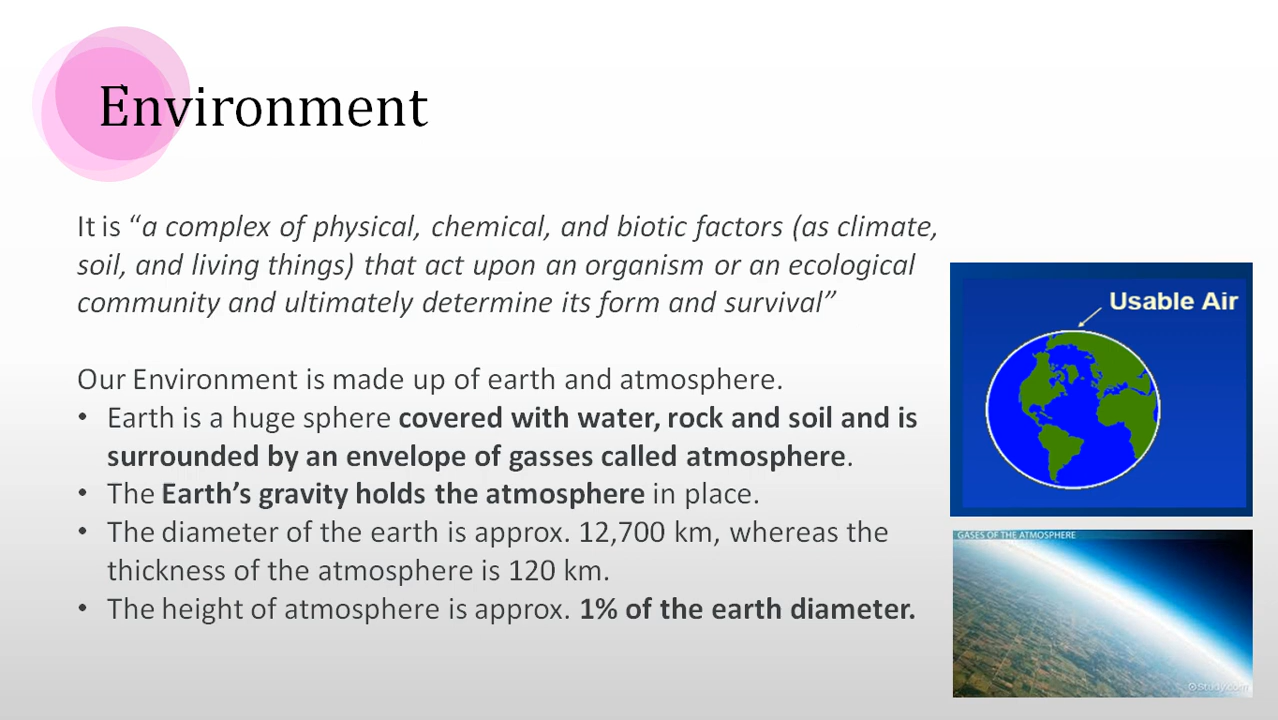 Environment
It is “a complex of physical, chemical, and biotic factors (as climate,
soil, and living things) that act upon an organism or an ecological
community and ultimately determine its form and survival”
Our Environment is made up of earth and atmosphere.
• Earth is a huge sphere covered with water, rock and soil and is
surrounded by an envelope of gasses called atmosphere.
• The Earth’s gravity holds the atmosphere in place.
• The diameter of the earth is approx. 12,700 km, whereas the
thickness of the atmosphere is 120 km.
• The height of atmosphere is approx. 1% of the earth diameter.
Usable Air
GASES OF THE ATMOSPHERE
Study.com